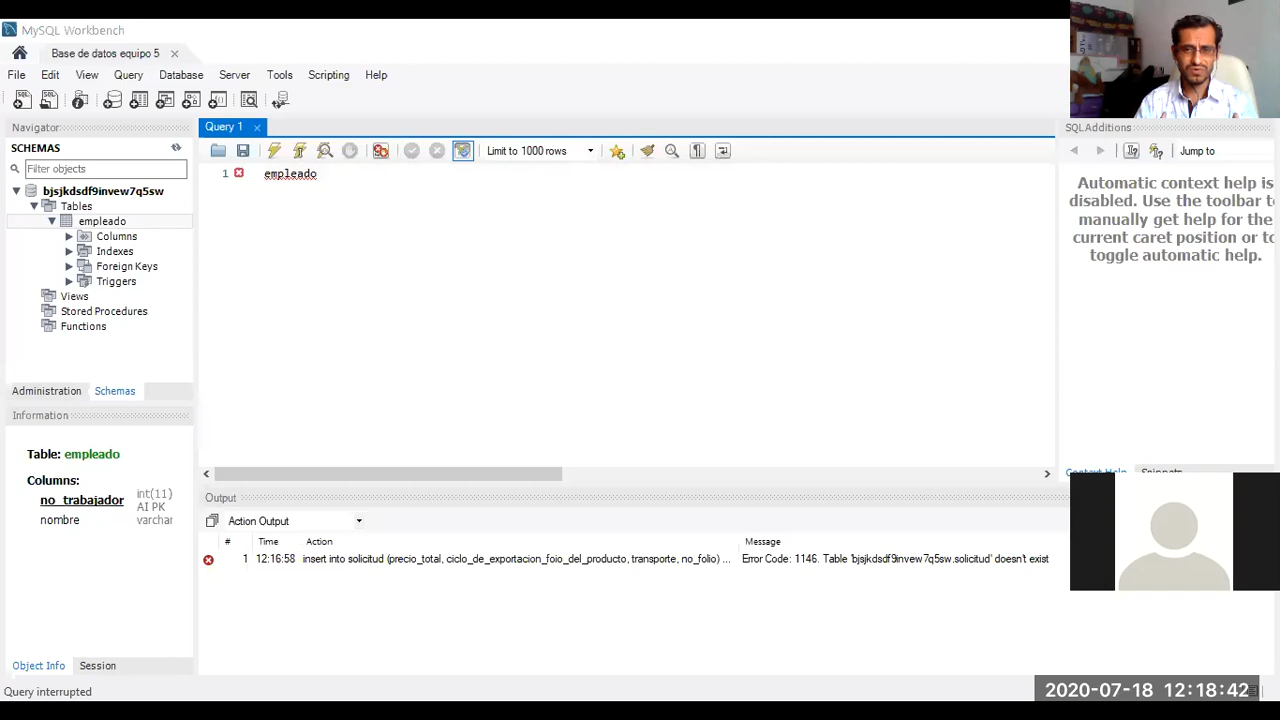 MySQL Workbench
Base de datos equipo 5
File Edit View Query Database Server Tools Scripting Help
Navigator
SCHEMAS
Filter objects
bjsjkdsdf9invew7q5sw
Tables
empleado
Columns
Indexes
Foreign Keys
Triggers
Views
Stored Procedures
Functions
Administration Schemas
Information
Table: empleado
Columns:
no_trabajador int(11)
AI PK
nombre varchar
Object Info Session
Query interrupted
Query 1
Limit to 1000 rows
1 empleado
Output
Action Output
# Time Action Message
1 12:16:58 insert into solicitud (precio_total, ciclo_de_exportacion_foio_del_producto, transporte, no_folio) ... Error Code: 1146. Table 'bjsjkdsdf9invew7q5sw.solicitud' doesn't exist
SQLAdditions
Jump to
Automatic context help is
disabled. Use the toolbar to
manually get help for the
current caret position or to
toggle automatic help.
Context Help Snippets
2020-07-18 12:18:42